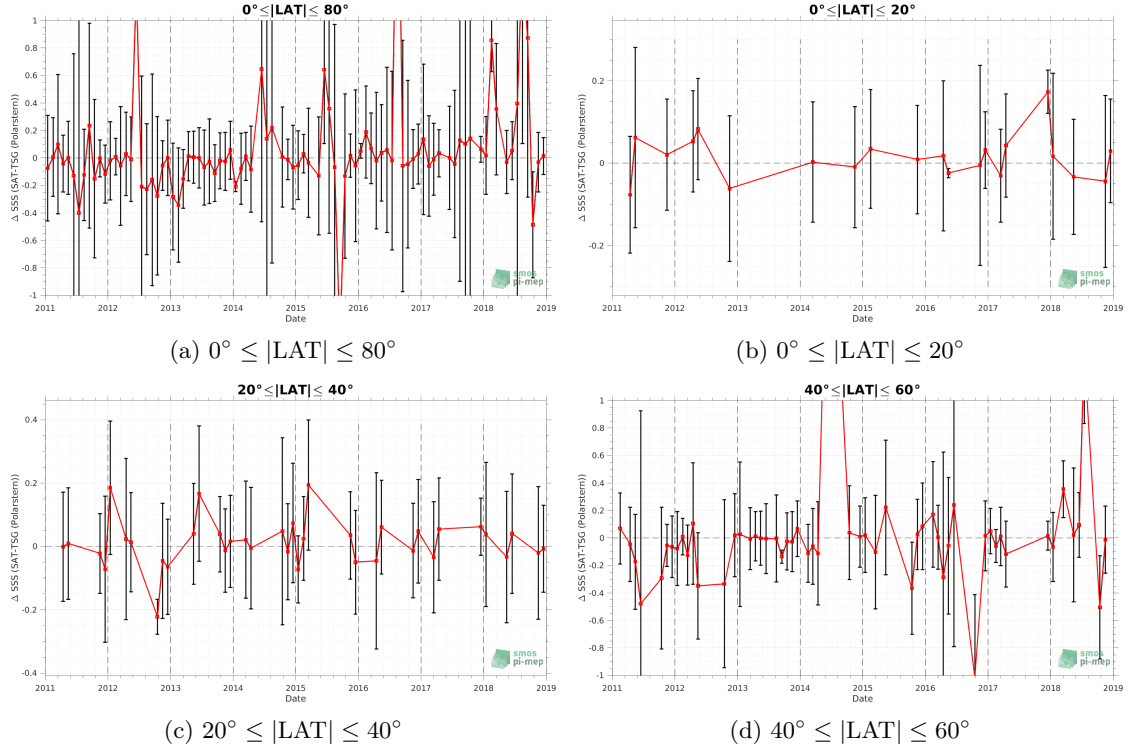 0°≤|LAT|≤ 80°
Δ SSS (SAT-TSG (Polarstern))
1
0.8
0.6
0.4
0.2
0
-0.2
-0.4
-0.6
-0.8
-1
2011 2012 2013 2014 2015 2016 2017 2018 2019
Date
smos
pi-mep
(a) 0° ≤ |LAT| ≤ 80°
0°≤|LAT|≤ 20°
Δ SSS (SAT-TSG (Polarstern))
0.2
0
-0.2
2011 2012 2013 2014 2015 2016 2017 2018 2019
Date
smos
pi-mep
(b) 0° ≤ |LAT| ≤ 20°
20°≤|LAT|≤ 40°
Δ SSS (SAT-TSG (Polarstern))
0.4
0.2
0
-0.2
-0.4
2011 2012 2013 2014 2015 2016 2017 2018 2019
Date
smos
pi-mep
(c) 20° ≤ |LAT| ≤ 40°
40°≤|LAT|≤ 60°
Δ SSS (SAT-TSG (Polarstern))
1
0.8
0.6
0.4
0.2
0
-0.2
-0.4
-0.6
-0.8
-1
2011 2012 2013 2014 2015 2016 2017 2018 2019
Date
smos
pi-mep
(d) 40° ≤ |LAT| ≤ 60°